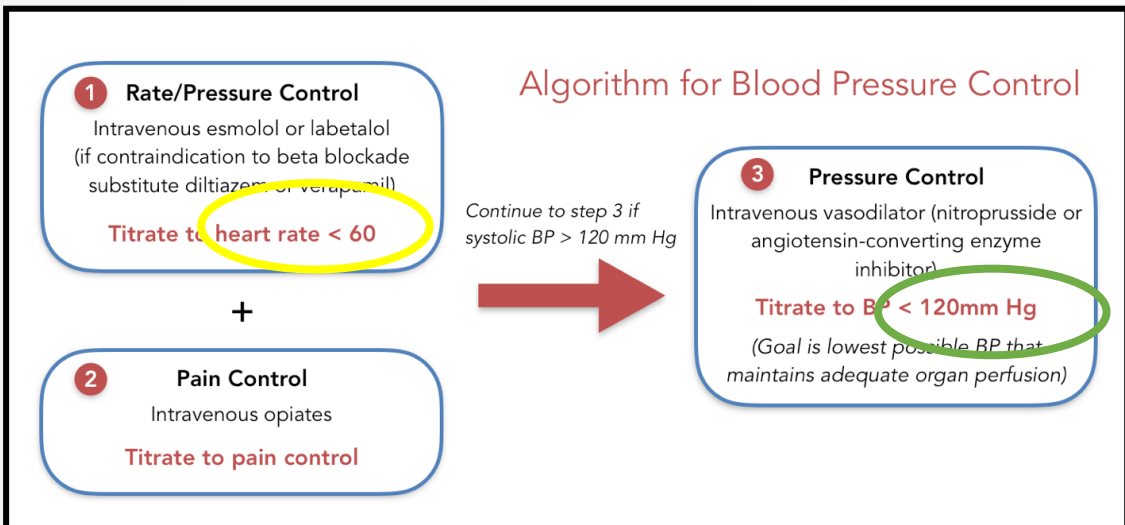 Algorithm for Blood Pressure Control
1 Rate/Pressure Control
Intravenous esmolol or labetalol
(if contraindication to beta blockade
substitute diltiazem or verapamil)
Titrate to heart rate < 60
+
2 Pain Control
Intravenous opiates
Titrate to pain control
Continue to step 3 if
systolic BP > 120 mm Hg
3 Pressure Control
Intravenous vasodilator (nitroprusside or
angiotensin-converting enzyme
inhibitor)
Titrate to BP < 120mm Hg
(Goal is lowest possible BP that
maintains adequate organ perfusion)